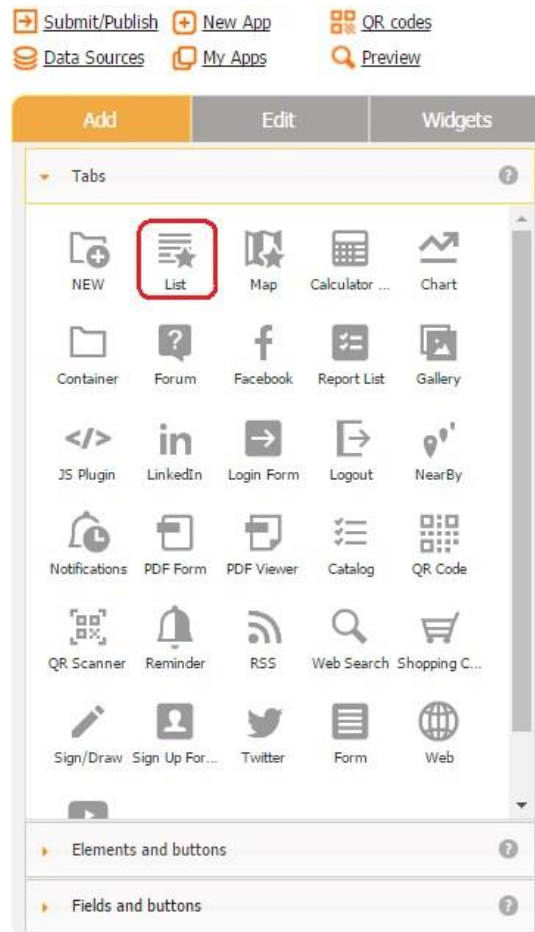 Submit/Publish New App QR codes
Data Sources My Apps Preview
Add Edit Widgets
Tabs
NEW List Map Calculator ... Chart
Container Forum Facebook Report List Gallery
JS Plugin LinkedIn Login Form Logout NearBy
Notifications PDF Form PDF Viewer Catalog QR Code
QR Scanner Reminder RSS Web Search Shopping C...
Sign/Draw Sign Up For... Twitter Form Web
Elements and buttons
Fields and buttons